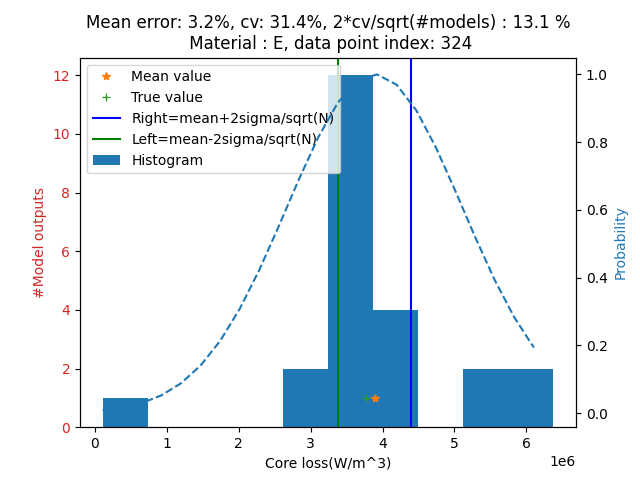 Mean error: 3.2%, cv: 31.4%, 2*cv/sqrt(#models) : 13.1 %
Material : E, data point index: 324
Mean value
True value
Right=mean+2sigma/sqrt(N)
Left=mean-2sigma/sqrt(N)
Histogram
#Model outputs
12
10
8
6
4
2
0
1.0
0.8
0.6
0.4
0.2
0.0
Probability
0 1 2 3 4 5 6
1e6
Core loss(W/m^3)